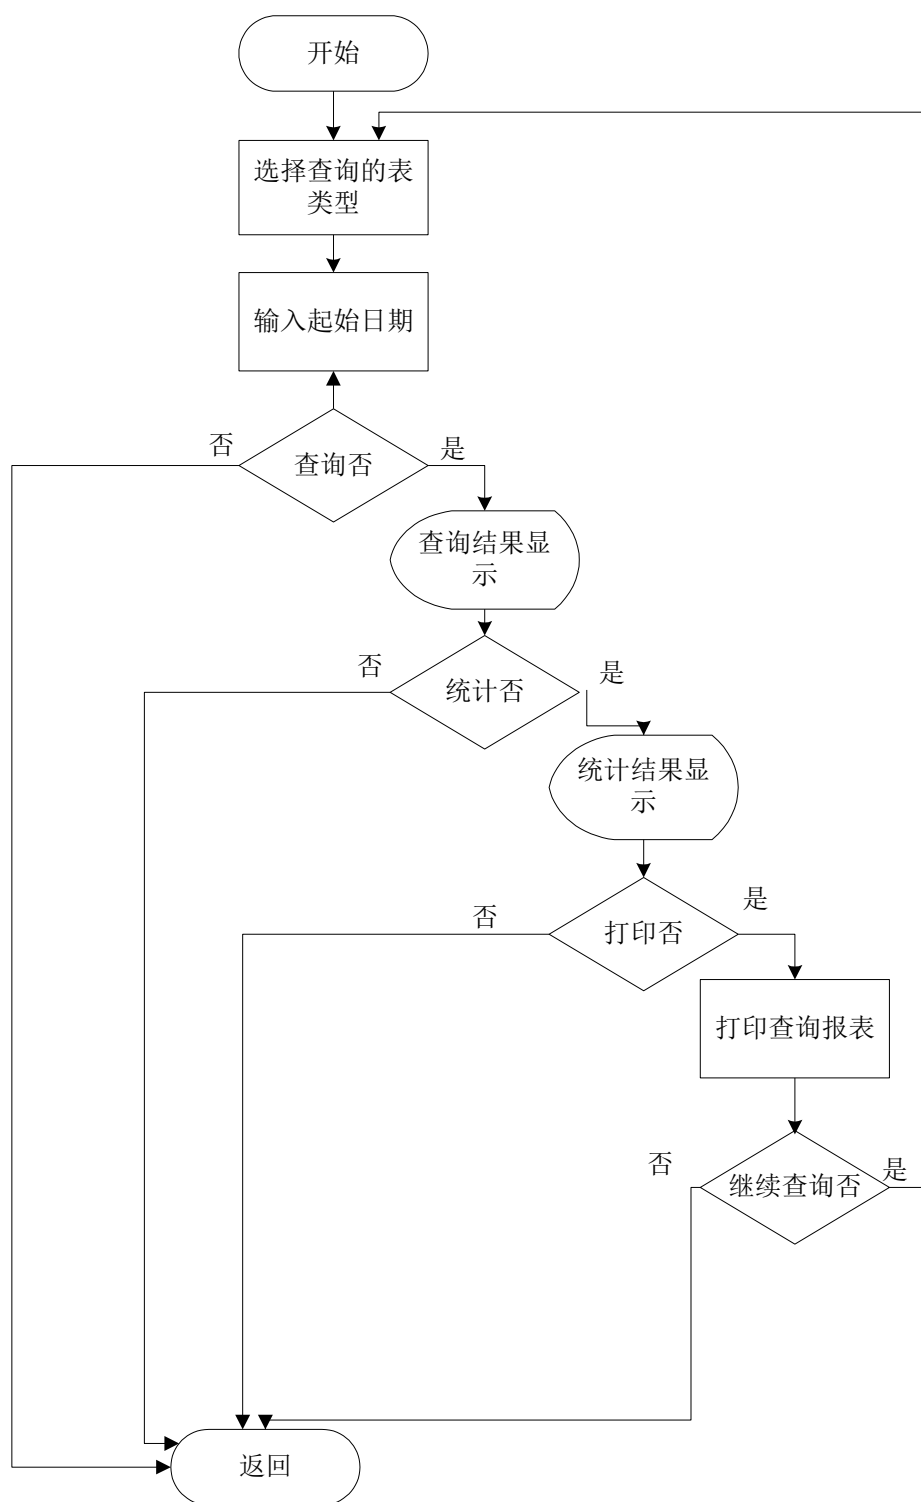 开始
选择查询的表
类型
输入起始日期
否
是
查询否
查询结果显
示
否
是
统计否
统计结果显
示
否
是
打印否
打印查询报表
否
是
继续查询否
返回